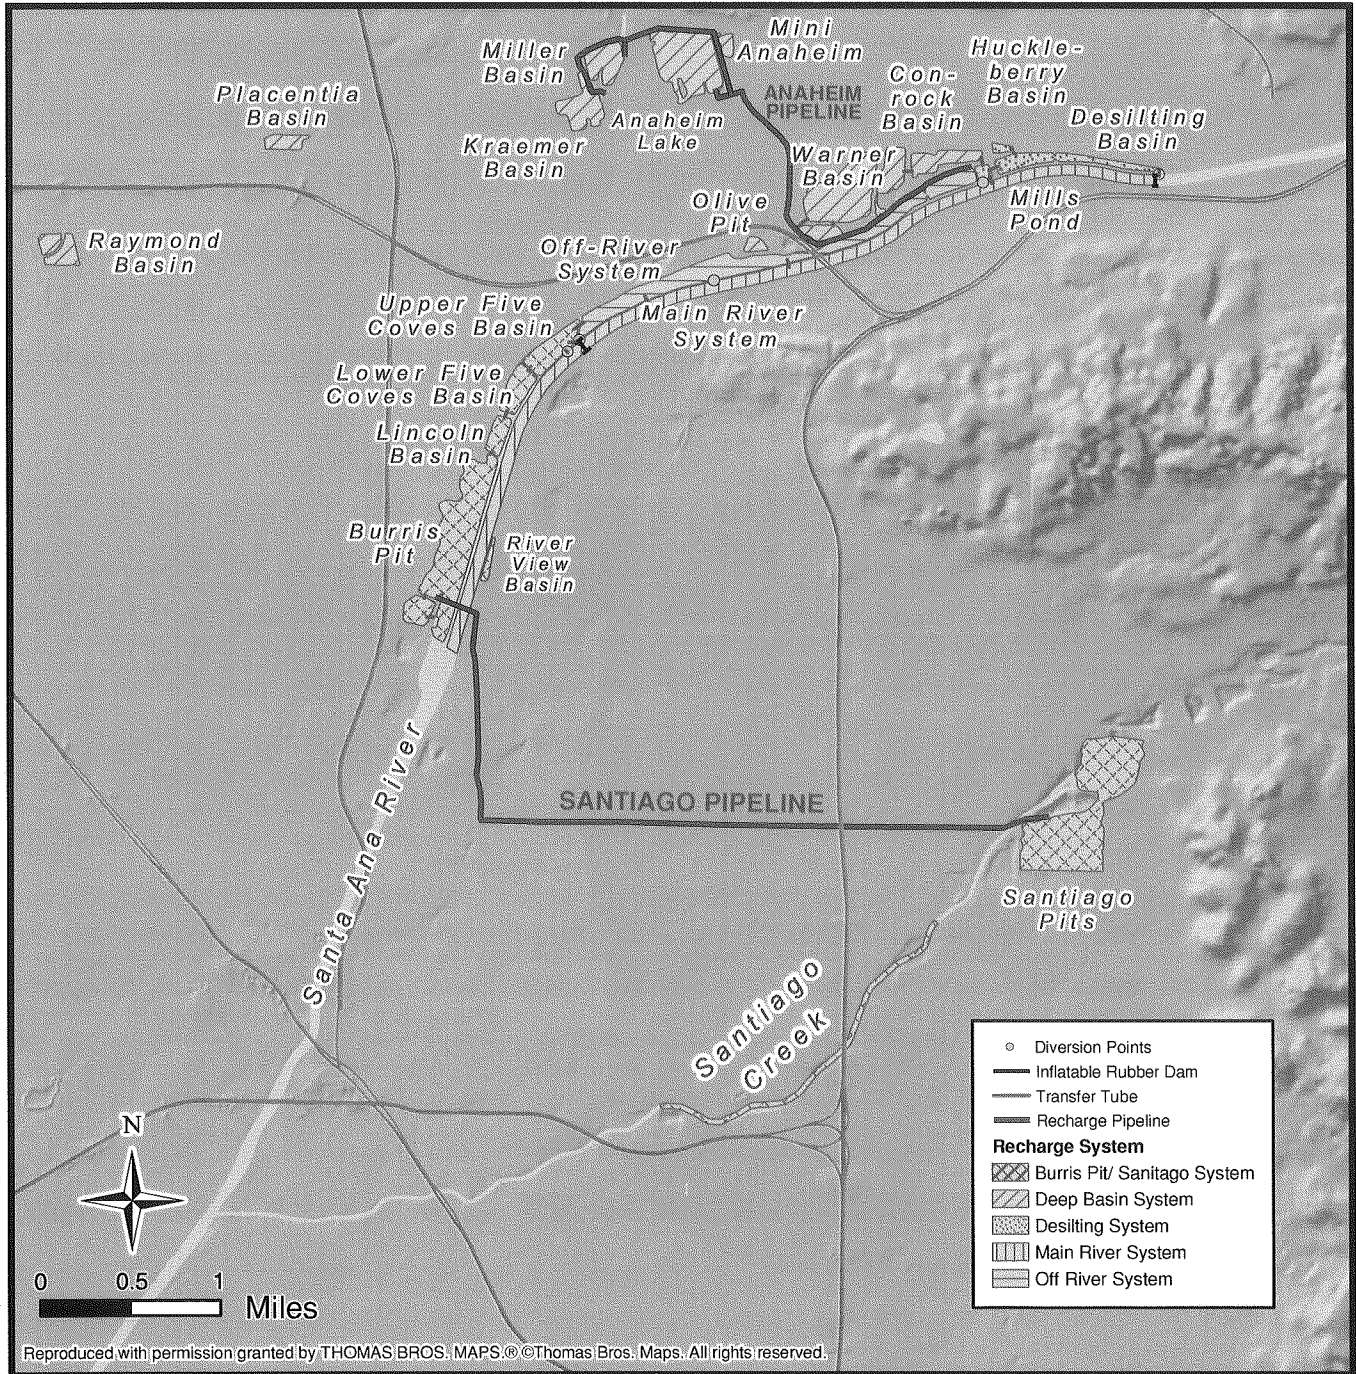 Mini
Anaheim
Miller
Basin
Huckle-
berry
Basin
Con-
rock
Basin
Placentia
Basin
ANAHEIM
PIPELINE
Desilting
Basin
Anaheim
Lake
Kraemer
Basin
Warner
Basin
Olive
Pit
Mills
Pond
Raymond
Basin
Off-River
System
Upper Five
Coves Basin
Main River
System
Lower Five
Coves Basin
Lincoln
Basin
Burris
Pit
River
View
Basin
Santa Ana River
SANTIAGO PIPELINE
Santiago
Pits
Santiago
Creek
Diversion Points
Inflatable Rubber Dam
Transfer Tube
Recharge Pipeline
Recharge System
Burris Pit/ Sanitago System
Deep Basin System
Desilting System
Main River System
Off River System
N
0 0.5 1
Miles
Reproduced with permission granted by THOMAS BROS. MAPS.® ©Thomas Bros. Maps. All rights reserved.